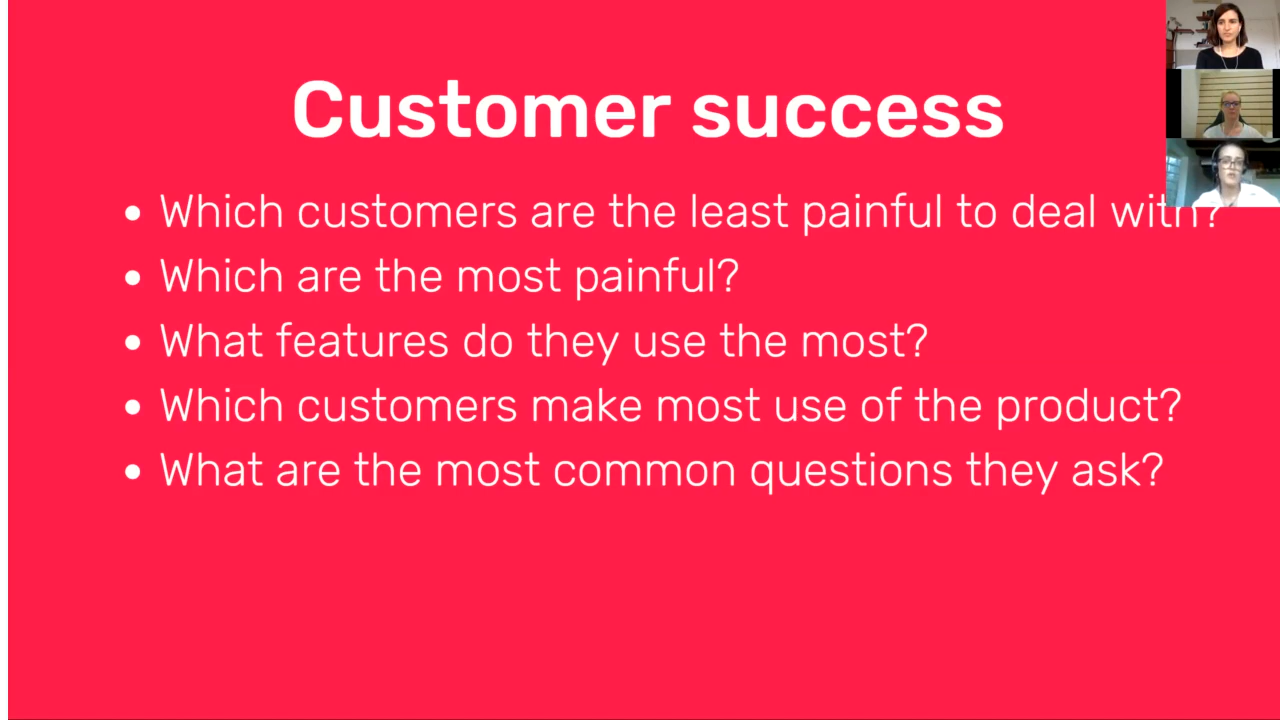 Customer success
• Which customers are the least painful to deal with?
• Which are the most painful?
• What features do they use the most?
• Which customers make most use of the product?
• What are the most common questions they ask?